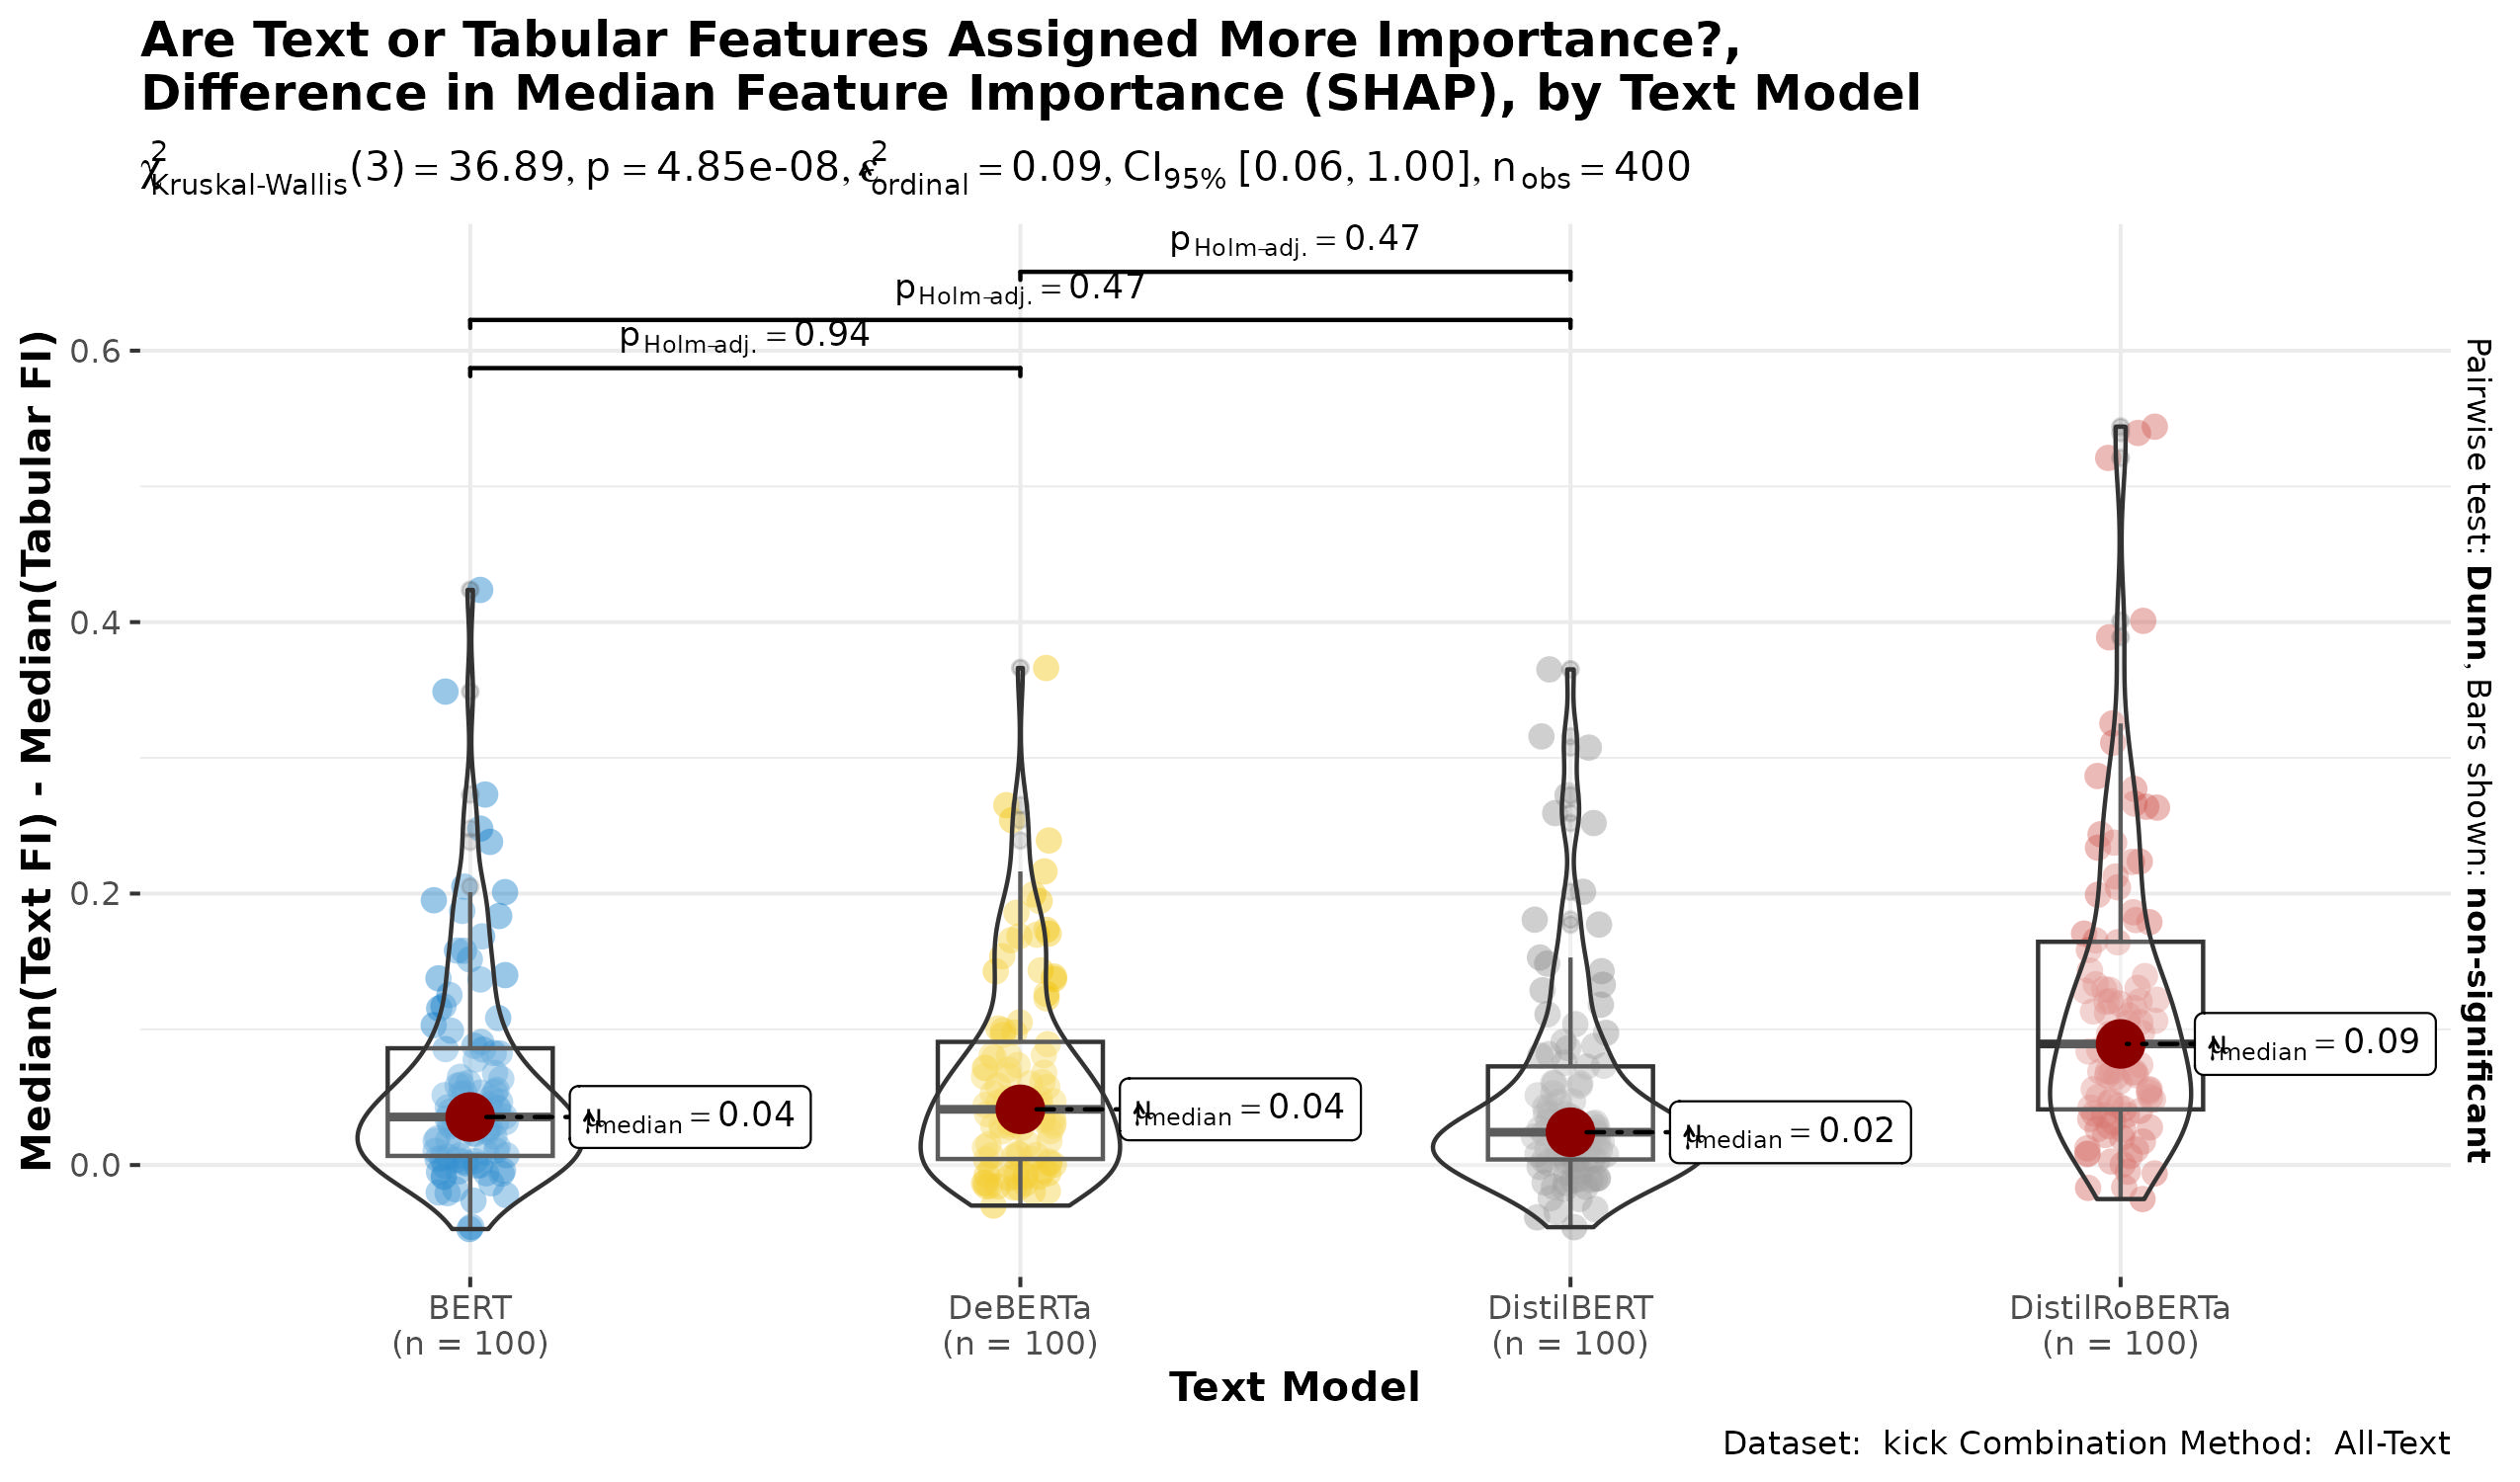 Are Text or Tabular Features Assigned More Importance?,
Difference in Median Feature Importance (SHAP), by Text Model
χ²Kruskal-Wallis(3) = 36.89, p = 4.85e-08, ε̂²ordinal = 0.09, CI95% [0.06, 1.00], nobs = 400
pHolm-adj. = 0.47
pHolm-adj. = 0.47
pHolm-adj. = 0.94
Median(Text FI) - Median(Tabular FI)
0.6
0.4
0.2
0.0
μ̂median = 0.04
μ̂median = 0.04
μ̂median = 0.02
μ̂median = 0.09
Pairwise test: Dunn, Bars shown: non-significant
BERT
(n = 100)
DeBERTa
(n = 100)
DistilBERT
(n = 100)
DistilRoBERTa
(n = 100)
Text Model
Dataset:  kick Combination Method:  All-Text